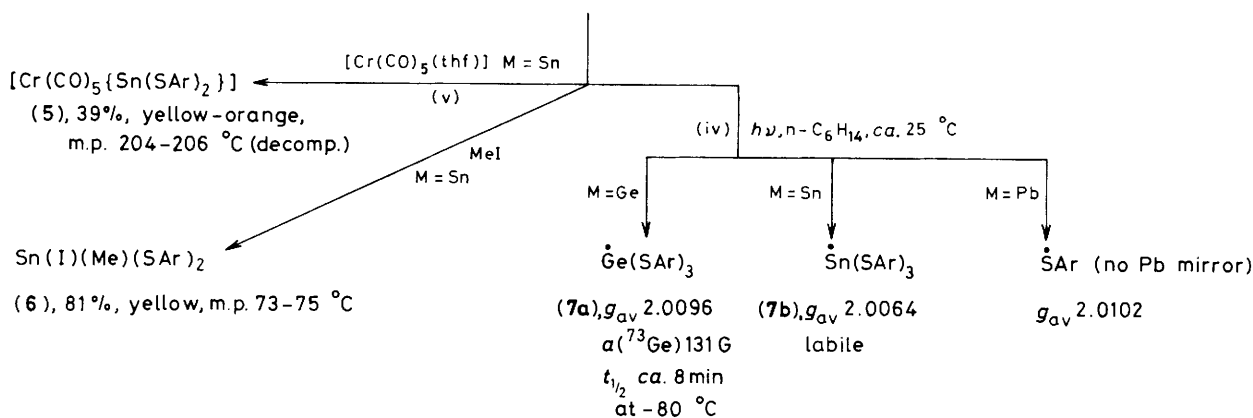 [Cr(CO)₅(thf)] M = Sn
[Cr(CO)₅{Sn(SAr)₂}]
(v)
(5), 39%, yellow-orange,
m.p. 204–206 °C (decomp.)
(iv) hν, n-C₆H₁₄, ca. 25 °C
MeI
M = Sn
M = Ge
M = Sn
M = Pb
Sn(I)(Me)(SAr)₂
(6), 81%, yellow, m.p. 73–75 °C
Ġe(SAr)₃
Ṡn(SAr)₃
ṠAr (no Pb mirror)
(7a), gav 2.0096
(7b), gav 2.0064
gav 2.0102
a(⁷³Ge) 131 G
labile
t₁/₂ ca. 8 min
at –80 °C